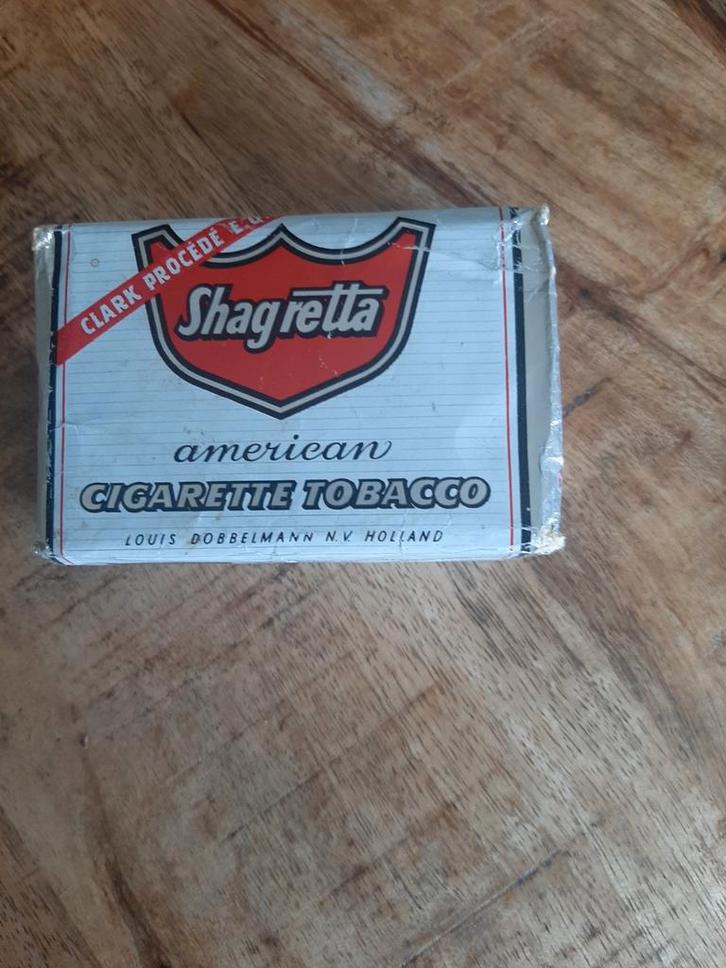 CLARK PROCÉDÉ
Shagretta
american
CIGARETTE TOBACCO
LOUIS DOBBELMANN N.V. HOLLAND